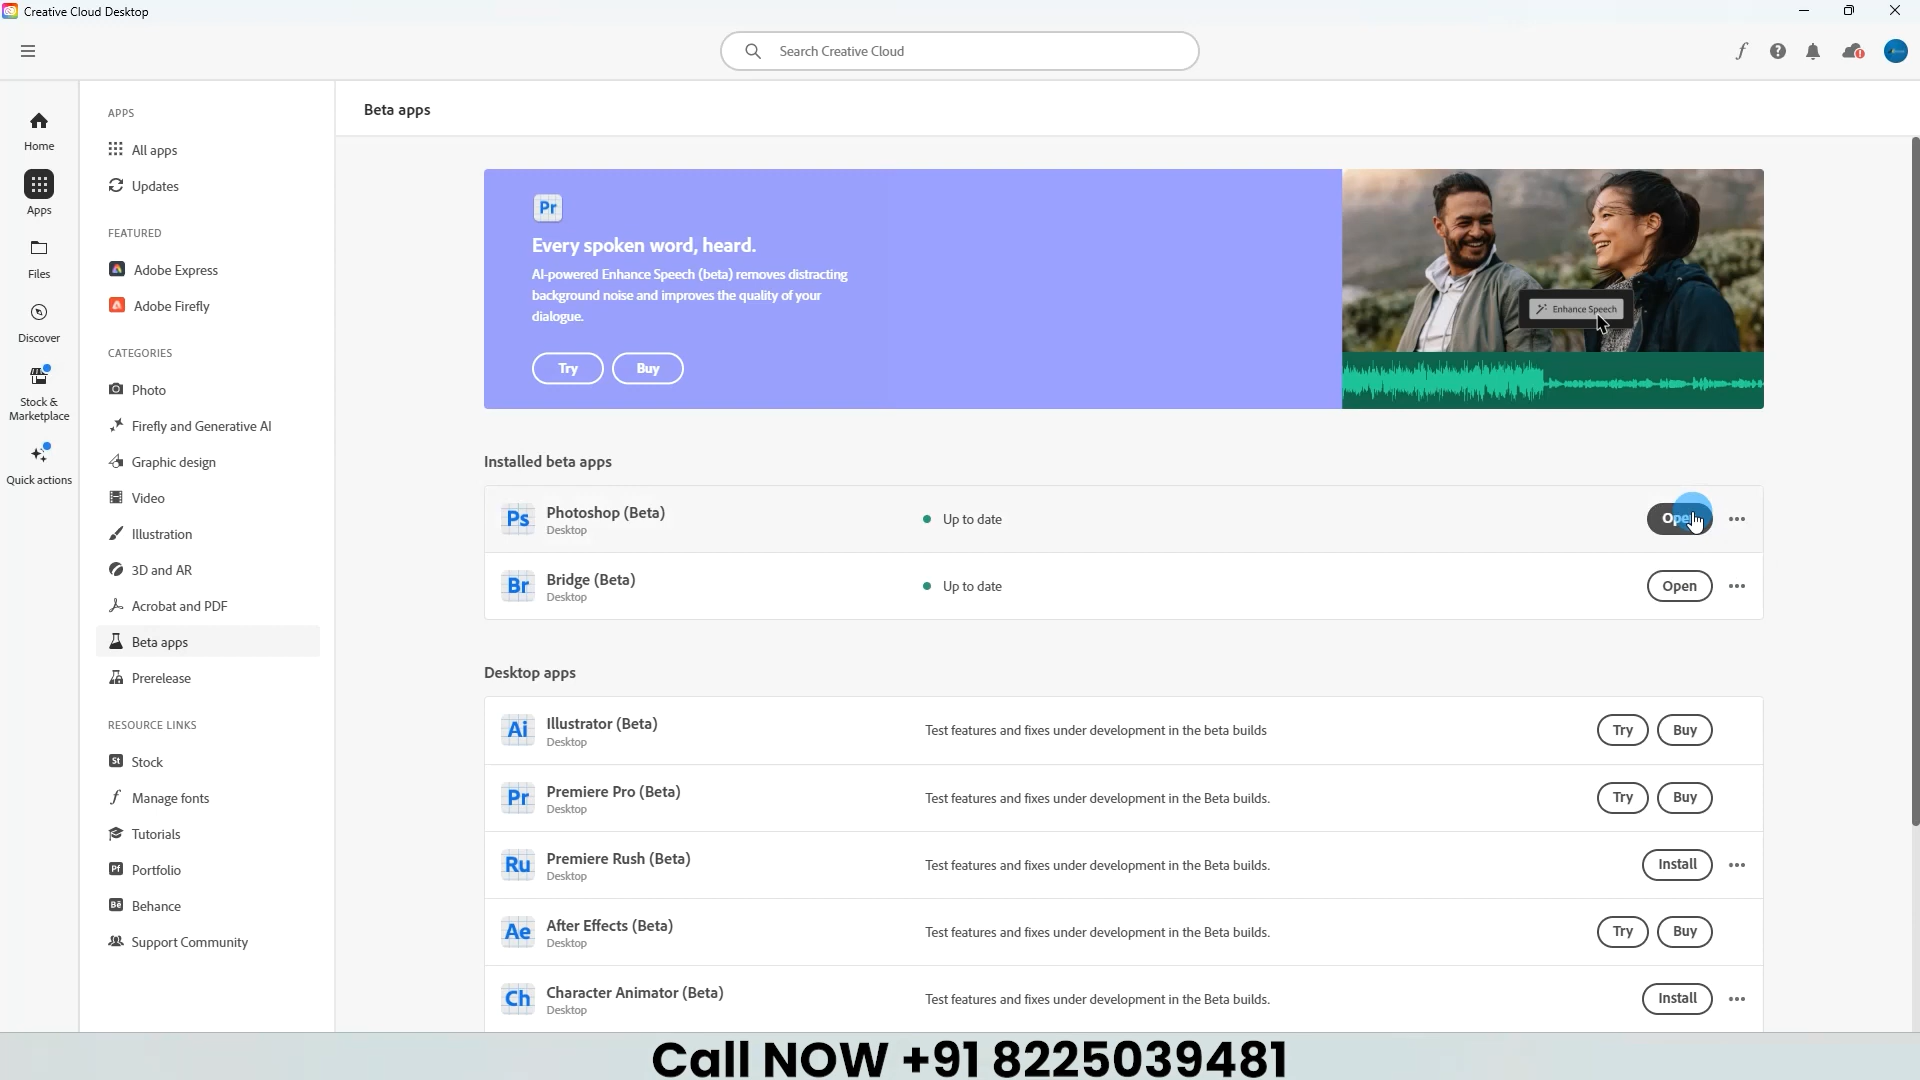 Creative Cloud Desktop
Search Creative Cloud
Home
Apps
Files
Discover
Stock &
Marketplace
Quick actions
APPS
All apps
Updates
FEATURED
Adobe Express
Adobe Firefly
CATEGORIES
Photo
Firefly and Generative AI
Graphic design
Video
Illustration
3D and AR
Acrobat and PDF
Beta apps
Prerelease
RESOURCE LINKS
St Stock
Manage fonts
Tutorials
Pf Portfolio
Bē Behance
Support Community
Beta apps
Pr
Every spoken word, heard.
AI-powered Enhance Speech (beta) removes distracting
background noise and improves the quality of your
dialogue.
Try Buy
Enhance Speech
Installed beta apps
Ps Photoshop (Beta)
Desktop
Up to date
Open
Br Bridge (Beta)
Desktop
Up to date
Open
Desktop apps
Ai Illustrator (Beta)
Desktop
Test features and fixes under development in the beta builds
Try Buy
Pr Premiere Pro (Beta)
Desktop
Test features and fixes under development in the Beta builds.
Try Buy
Ru Premiere Rush (Beta)
Desktop
Test features and fixes under development in the Beta builds.
Install
Ae After Effects (Beta)
Desktop
Test features and fixes under development in the Beta builds.
Try Buy
Ch Character Animator (Beta)
Desktop
Test features and fixes under development in the Beta builds.
Install
Call NOW +91 8225039481